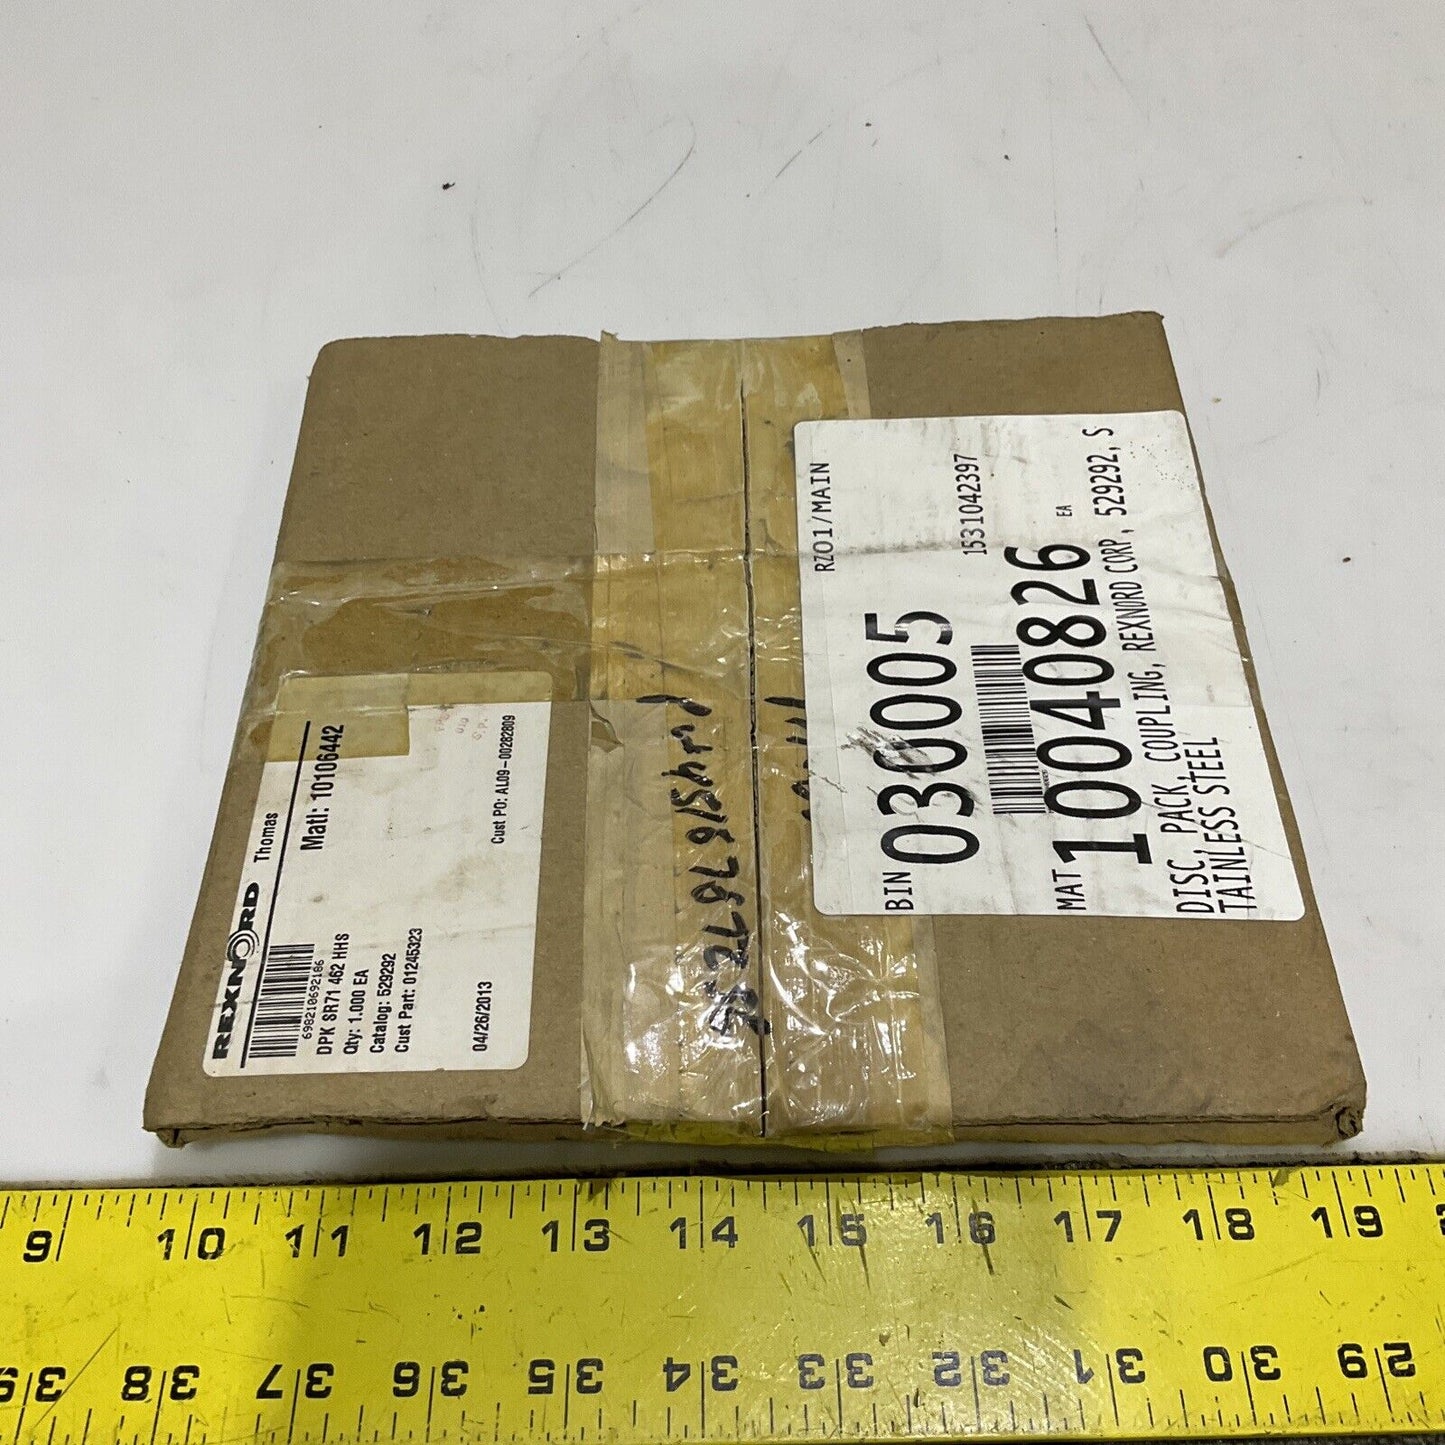 REXNORD Thomas
698210692186
DPK SR71 462 HHS Matl: 10106442
Qty: 1.000 EA
Catalog: 529292
Cust Part: 01245323
04/26/2013 Cust PO: AL09-00282809
RZ01/MAIN
BIN 030005
1531042397
MAT 10040826 EA
DISC, PACK, COUPLING, REXNORD CORP, 529292, S
TAINLESS STEEL
9 10 11 12 13 14 15 16 17 18 19
39 38 37 36 35 34 33 32 31 30 29